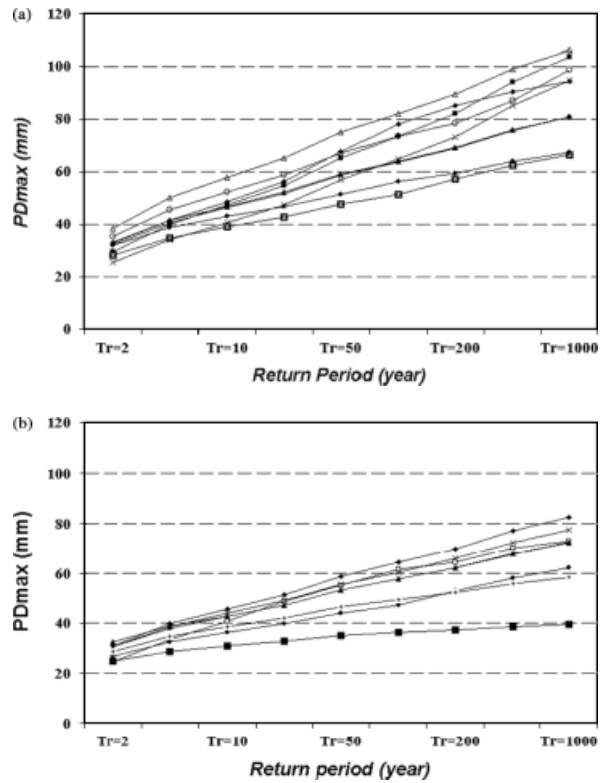 (a)
120
100
80
60
40
20
0
PDmax (mm)
Tr=2 Tr=10 Tr=50 Tr=200 Tr=1000
Return Period (year)
(b)
120
100
80
60
40
20
0
PDmax (mm)
Tr=2 Tr=10 Tr=50 Tr=200 Tr=1000
Return period (year)